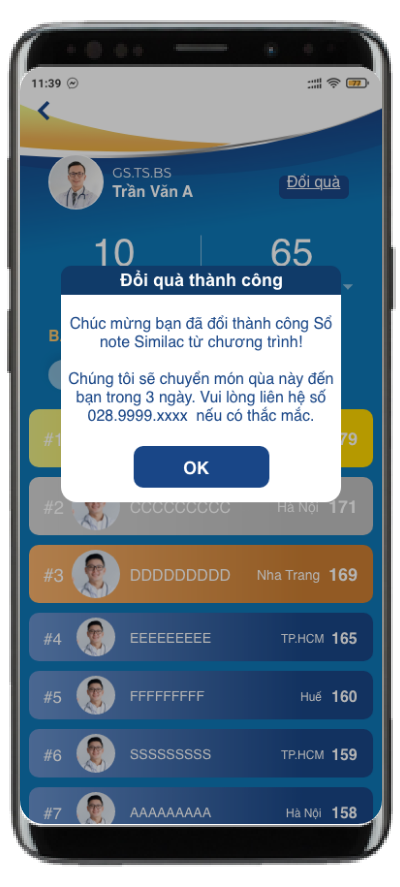 11:39
77
GS.TS.BS
Trần Văn A
Đổi quà
10
65
Đổi quà thành công
Chúc mừng bạn đã đổi thành công Sổ
note Similac từ chương trình!
Chúng tôi sẽ chuyển món qùa này đến
bạn trong 3 ngày. Vui lòng liên hệ số
028.9999.xxxx nếu có thắc mắc.
OK
#1
79
#2 CCCCCCCCC Hà Nội 171
#3 DDDDDDDDD Nha Trang 169
#4 EEEEEEEEE TP.HCM 165
#5 FFFFFFFFF Huế 160
#6 SSSSSSSSS TP.HCM 159
#7 AAAAAAAAA Hà Nội 158